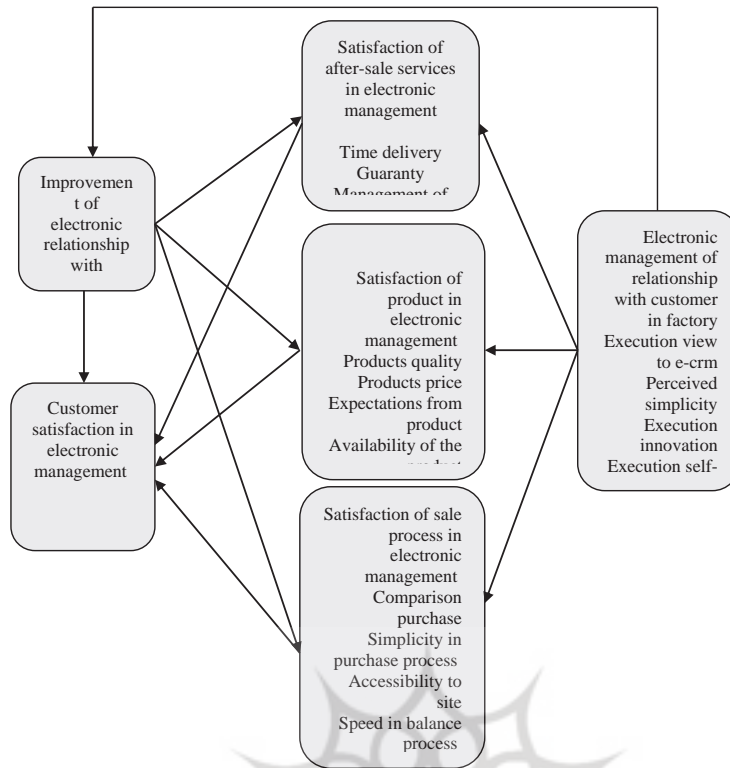 Satisfaction of
after-sale services
in electronic
management
Time delivery
Guaranty
Management of
Improvemen
t of
electronic
relationship
with
Electronic
management of
relationship
with customer
in factory
Execution view
to e-crm
Perceived
simplicity
Execution
innovation
Execution self-
Satisfaction of
product in
electronic
management
Products quality
Products price
Expectations from
product
Availability of the
product
Customer
satisfaction in
electronic
management
Satisfaction of sale
process in
electronic
management
Comparison
purchase
Simplicity in
purchase process
Accessibility to
site
Speed in balance
process